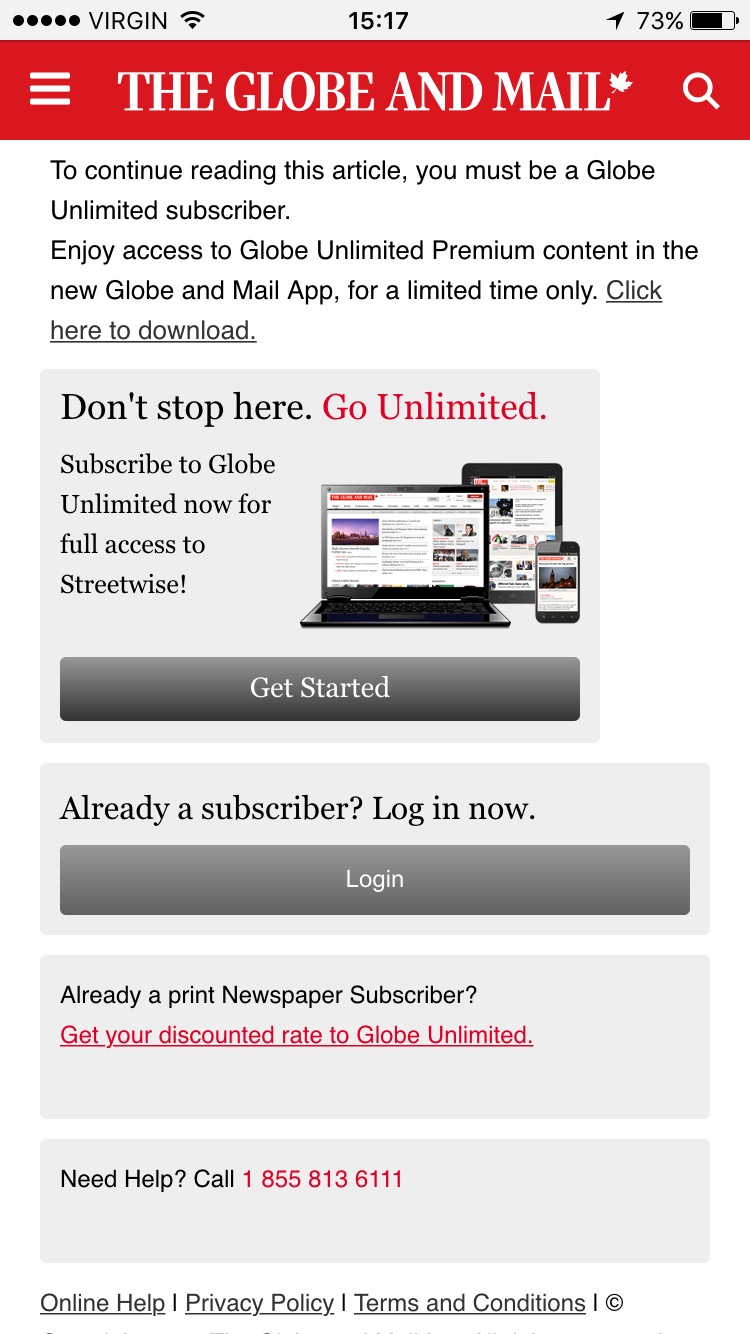 VIRGIN 15:17 73%
THE GLOBE AND MAIL
To continue reading this article, you must be a Globe
Unlimited subscriber.
Enjoy access to Globe Unlimited Premium content in the
new Globe and Mail App, for a limited time only. Click
here to download.
Don't stop here. Go Unlimited.
Subscribe to Globe
Unlimited now for
full access to
Streetwise!
THE GLOBE AND MAIL
Get Started
Already a subscriber? Log in now.
Login
Already a print Newspaper Subscriber?
Get your discounted rate to Globe Unlimited.
Need Help? Call 1 855 813 6111
Online Help | Privacy Policy | Terms and Conditions | ©